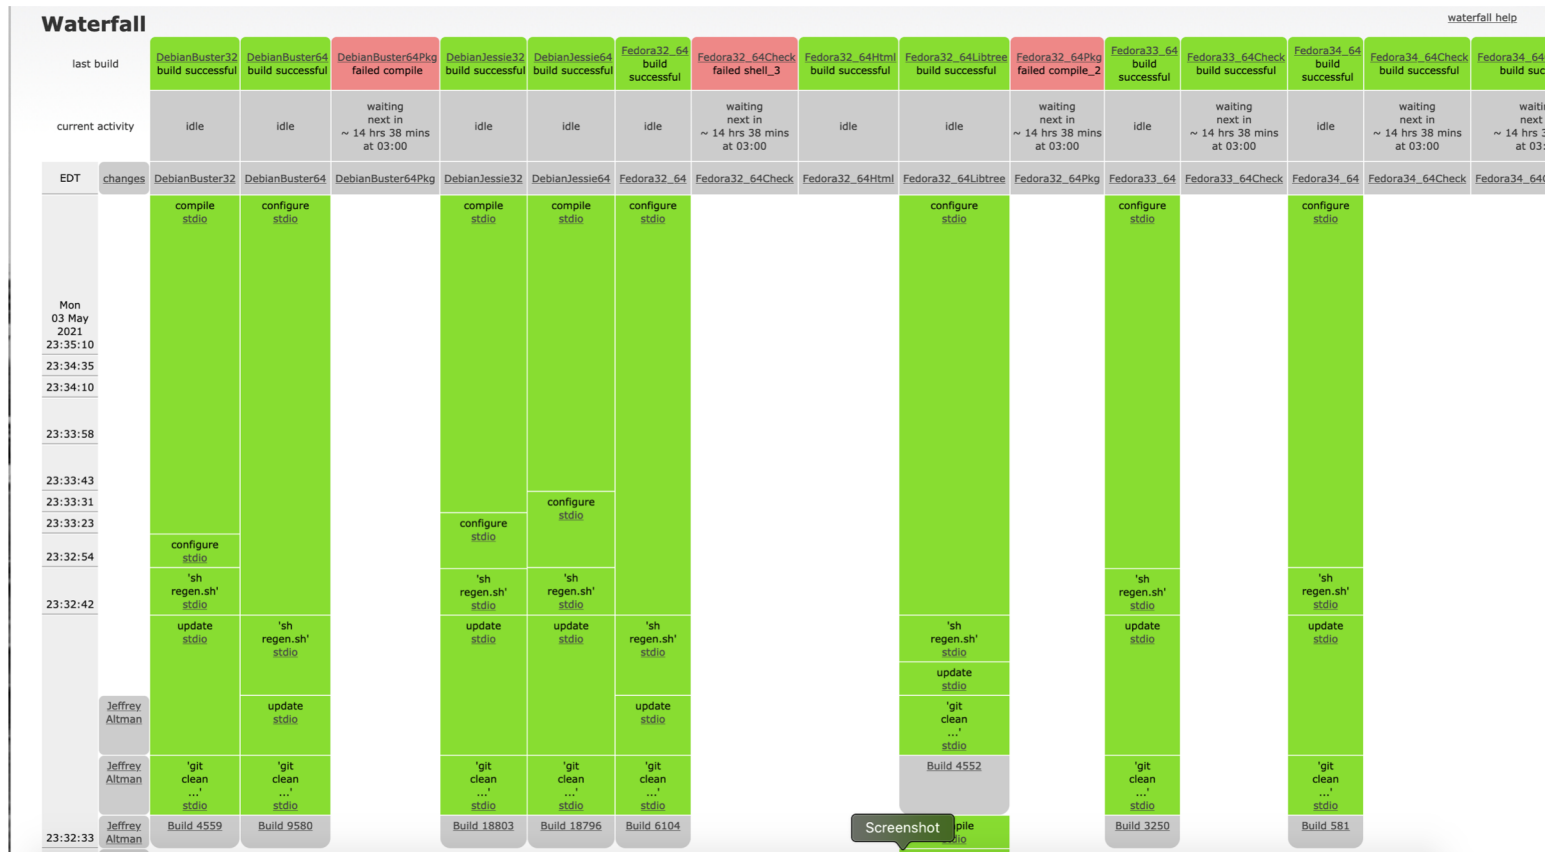 Waterfall
waterfall help
last build
DebianBuster32
build successful
DebianBuster64
build successful
DebianBuster64Pkg
failed compile
DebianJessie32
build successful
DebianJessie64
build successful
Fedora32_64
build
successful
Fedora32_64Check
failed shell_3
Fedora32_64Html
build successful
Fedora32_64Libtree
build successful
Fedora32_64Pkg
failed compile_2
Fedora33_64
build
successful
Fedora33_64Check
build successful
Fedora34_64
build
successful
Fedora34_64Check
build successful
Fedora34_64
build suc
current activity
idle
idle
waiting
next in
~ 14 hrs 38 mins
at 03:00
idle
idle
idle
waiting
next in
~ 14 hrs 38 mins
at 03:00
idle
idle
waiting
next in
~ 14 hrs 38 mins
at 03:00
idle
waiting
next in
~ 14 hrs 38 mins
at 03:00
idle
waiting
next in
~ 14 hrs 38 mins
at 03:00
waiti
next
~ 14 hrs 3
at 03:
EDT
changes
DebianBuster32
DebianBuster64
DebianBuster64Pkg
DebianJessie32
DebianJessie64
Fedora32_64
Fedora32_64Check
Fedora32_64Html
Fedora32_64Libtree
Fedora32_64Pkg
Fedora33_64
Fedora33_64Check
Fedora34_64
Fedora34_64Check
Fedora34_64
compile
stdio
configure
stdio
compile
stdio
compile
stdio
configure
stdio
configure
stdio
configure
stdio
configure
stdio
Mon
03 May
2021
23:35:10
23:34:35
23:34:10
23:33:58
23:33:43
23:33:31
configure
stdio
23:33:23
configure
stdio
23:32:54
configure
stdio
23:32:42
'sh
regen.sh'
stdio
'sh
regen.sh'
stdio
'sh
regen.sh'
stdio
'sh
regen.sh'
stdio
'sh
regen.sh'
stdio
update
stdio
'sh
regen.sh'
stdio
update
stdio
update
stdio
'sh
regen.sh'
stdio
'sh
regen.sh'
stdio
update
stdio
update
stdio
update
stdio
Jeffrey
Altman
update
stdio
update
stdio
'git
clean
...'
stdio
Jeffrey
Altman
'git
clean
...'
stdio
'git
clean
...'
stdio
'git
clean
...'
stdio
'git
clean
...'
stdio
'git
clean
...'
stdio
Build 4552
'git
clean
...'
stdio
'git
clean
...'
stdio
23:32:33
Jeffrey
Altman
Build 4559
Build 9580
Build 18803
Build 18796
Build 6104
Screenshot
pile
dio
Build 3250
Build 581